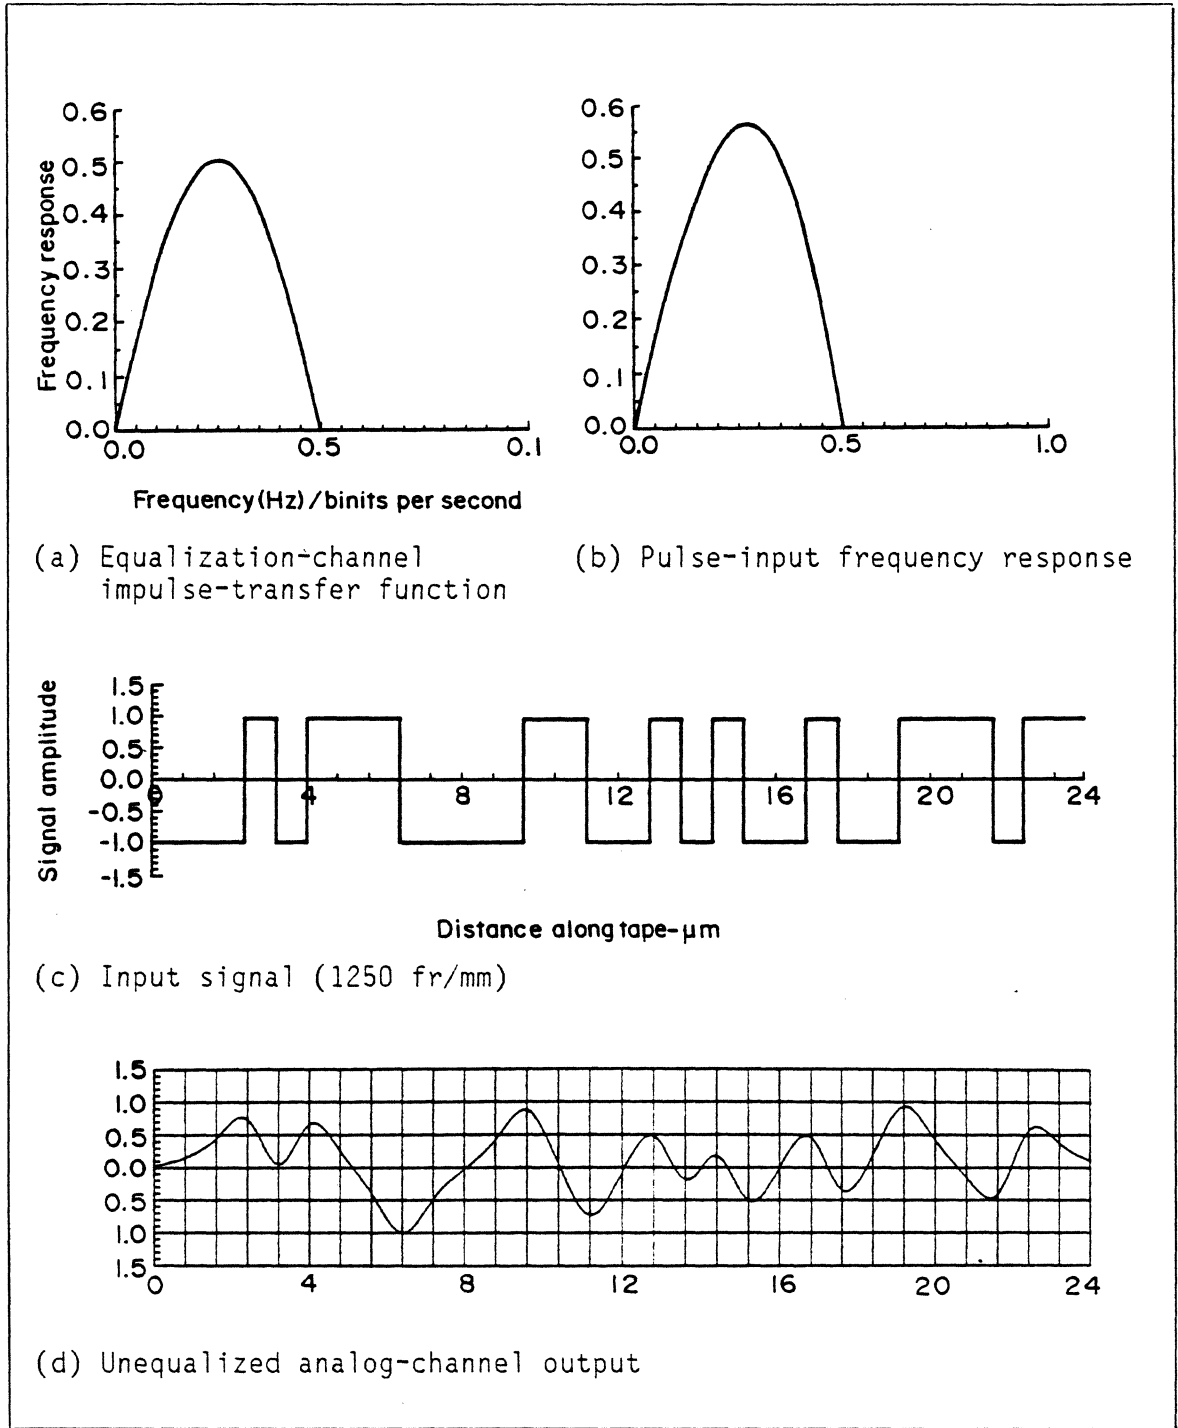 0.6
0.5
0.4
0.3
0.2
0.1
0.0
Frequency response
0.0 0.5 0.1
Frequency (Hz) / binits per second
(a) Equalization-channel
impulse-transfer function
0.6
0.5
0.4
0.3
0.2
0.1
0.0
0.0 0.5 1.0
(b) Pulse-input frequency response
Signal amplitude
1.5
1.0
0.5
0.0
-0.5
-1.0
-1.5
0 4 8 12 16 20 24
Distance along tape-µm
(c) Input signal (1250 fr/mm)
1.5
1.0
0.5
0.0
0.5
1.0
1.5
0 4 8 12 16 20 24
(d) Unequalized analog-channel output